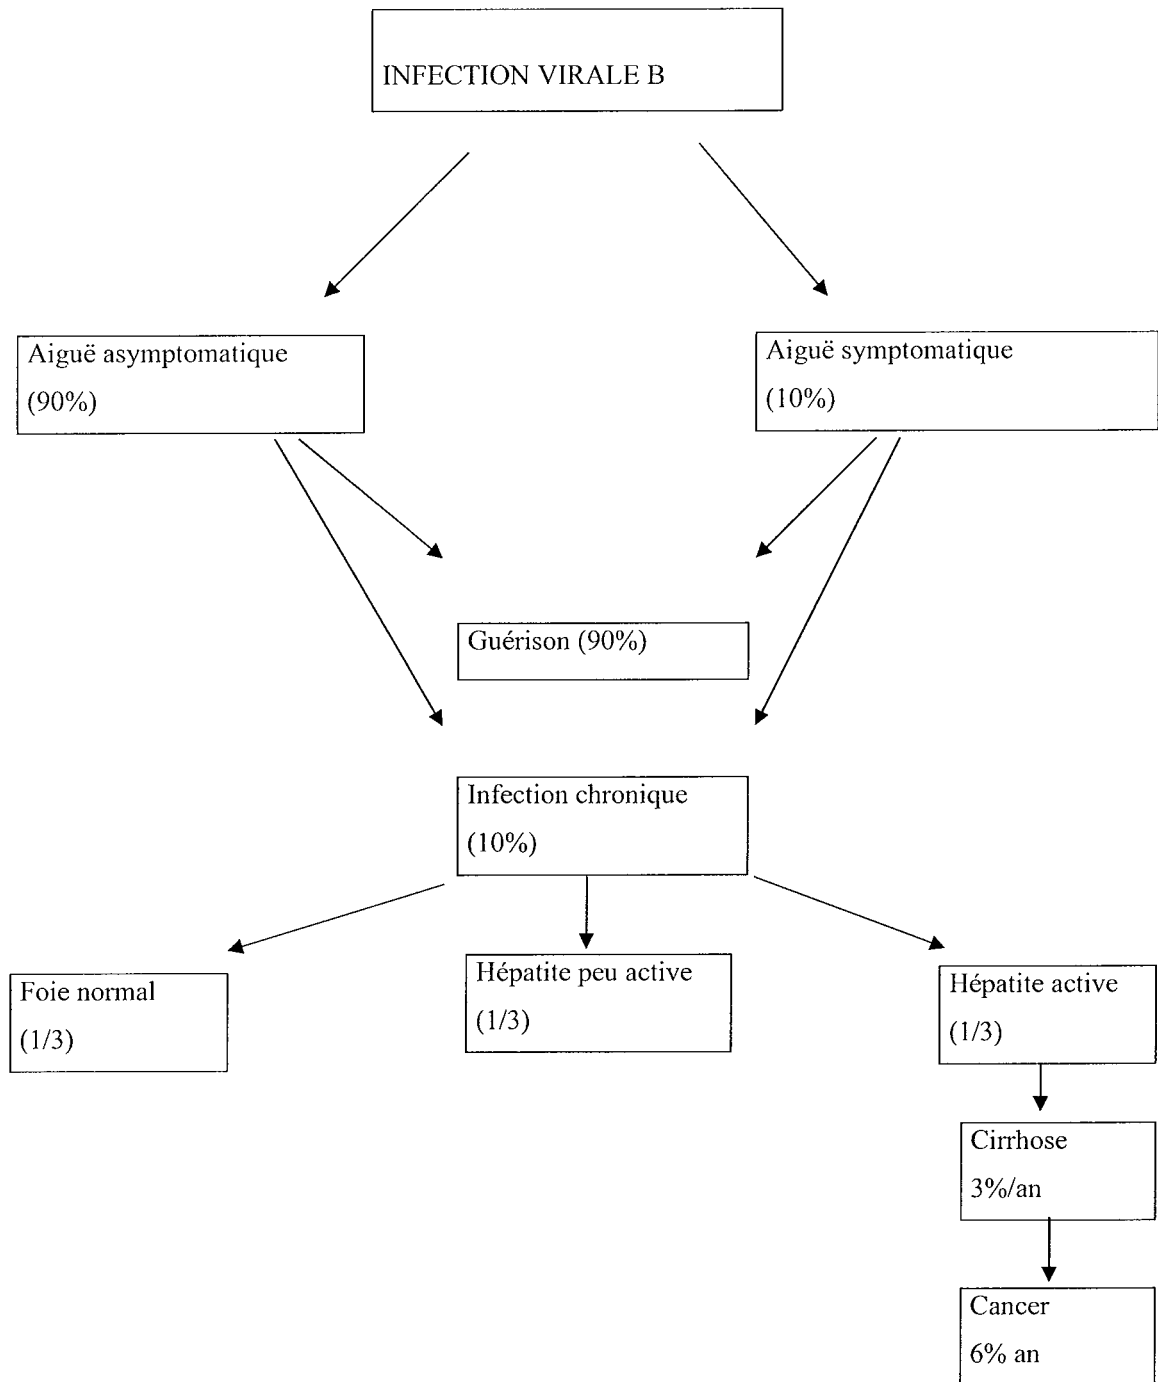 INFECTION VIRALE B
Aiguë asymptomatique
(90%)
Aiguë symptomatique
(10%)
Guérison (90%)
Infection chronique
(10%)
Foie normal
(1/3)
Hépatite peu active
(1/3)
Hépatite active
(1/3)
Cirrhose
3%/an
Cancer
6% an